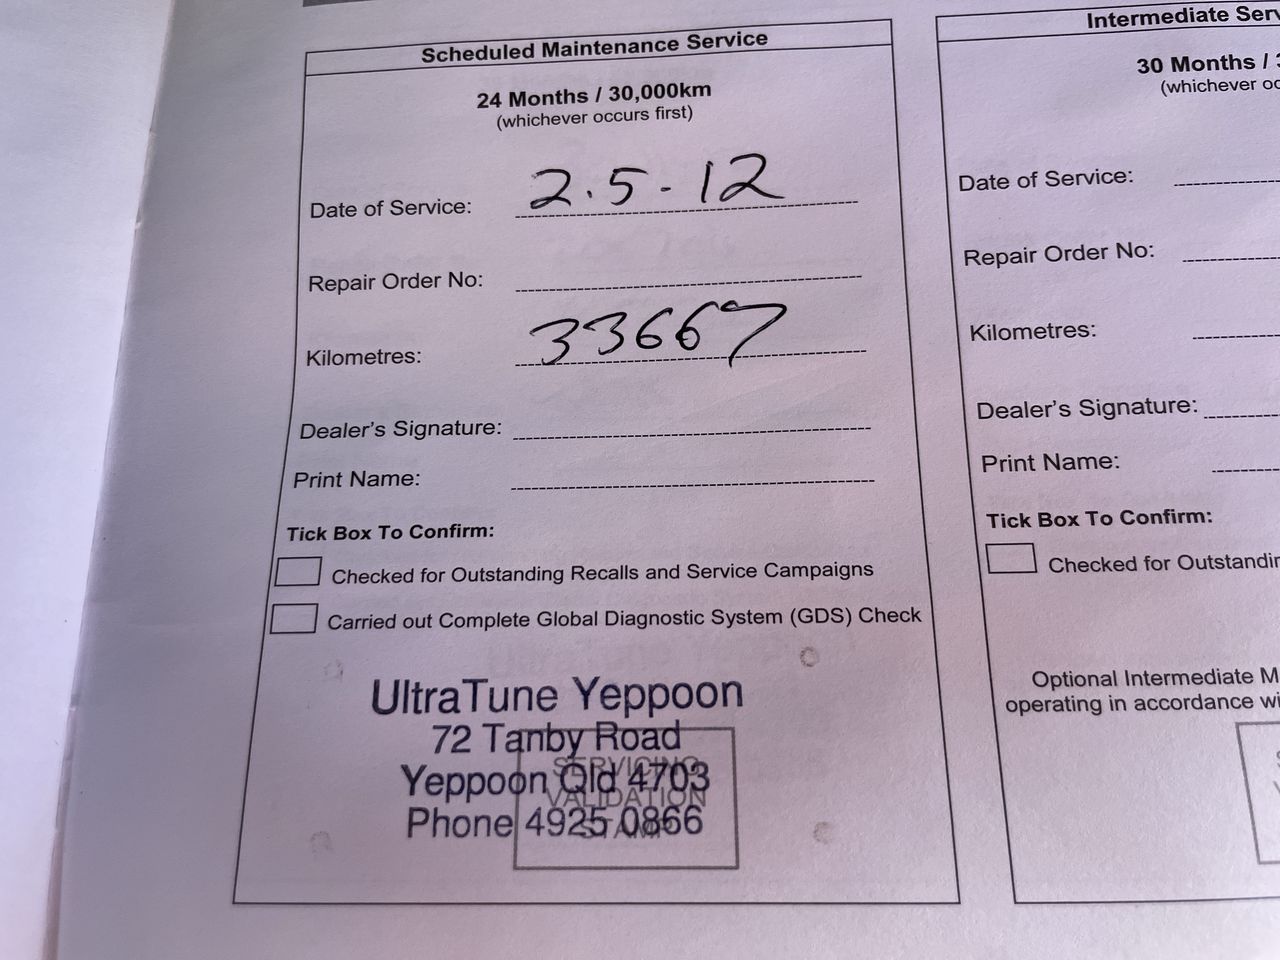 Scheduled Maintenance Service
24 Months / 30,000km
(whichever occurs first)
Date of Service: 2.5-12
Repair Order No:
Kilometres: 33667
Dealer's Signature:
Print Name:
Tick Box To Confirm:
Checked for Outstanding Recalls and Service Campaigns
Carried out Complete Global Diagnostic System (GDS) Check
UltraTune Yeppoon
72 Tanby Road
Yeppoon Qld 4703
Phone 4925 0866
SERVICING
VALIDATION
STAMP
Intermediate Serv
30 Months / 3
(whichever oc
Date of Service:
Repair Order No:
Kilometres:
Dealer's Signature:
Print Name:
Tick Box To Confirm:
Checked for Outstandin
Optional Intermediate M
operating in accordance wi